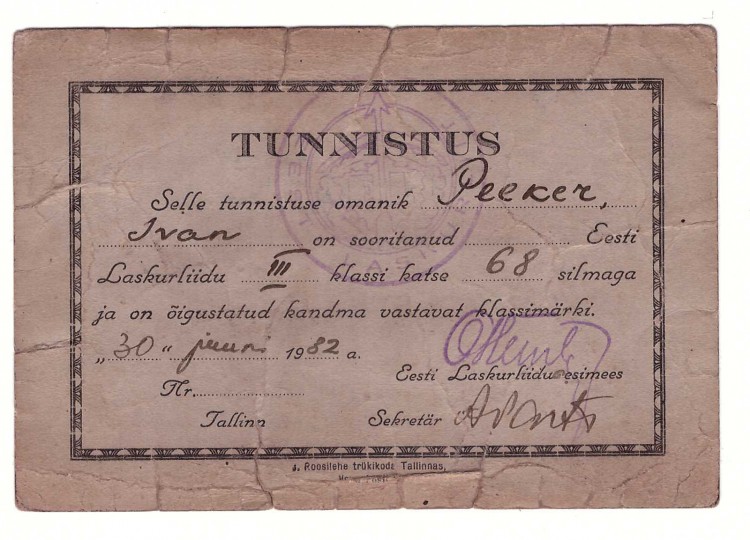 TUNNISTUS
Selle tunnistuse omanik Peeker,
Ivan on sooritanud Eesti
Laskurliidu III klassi katse 68 silmaga
ja on õigustatud kandma vastavat klassimärki.
„30“ juuni 1932 a.
Eesti Laskurliidu esimees
Nr.
Tallinn Sekretär
J. Roosilehe trükikoda Tallinnas,